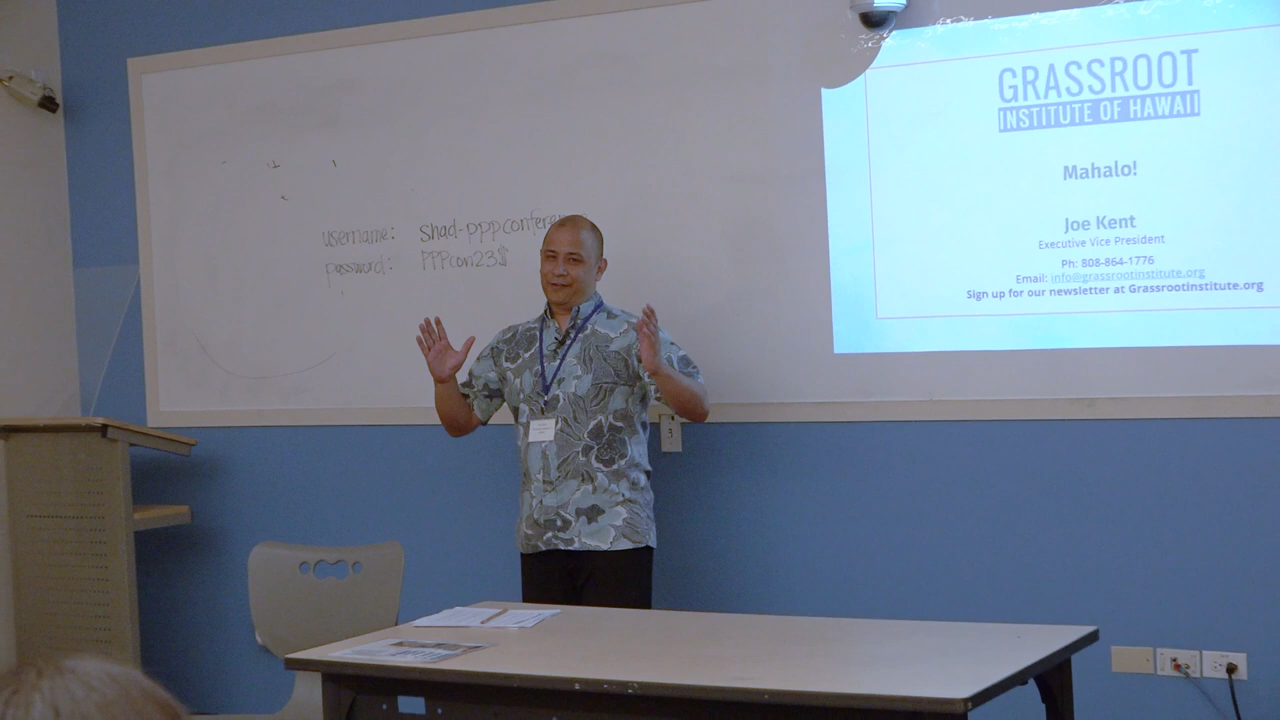 username: shad-pppconfere
password: PPPcon23$
GRASSROOT
INSTITUTE OF HAWAII
Mahalo!
Joe Kent
Executive Vice President
Ph: 808-864-1776
Email: info@grassrootinstitute.org
Sign up for our newsletter at Grassrootinstitute.org